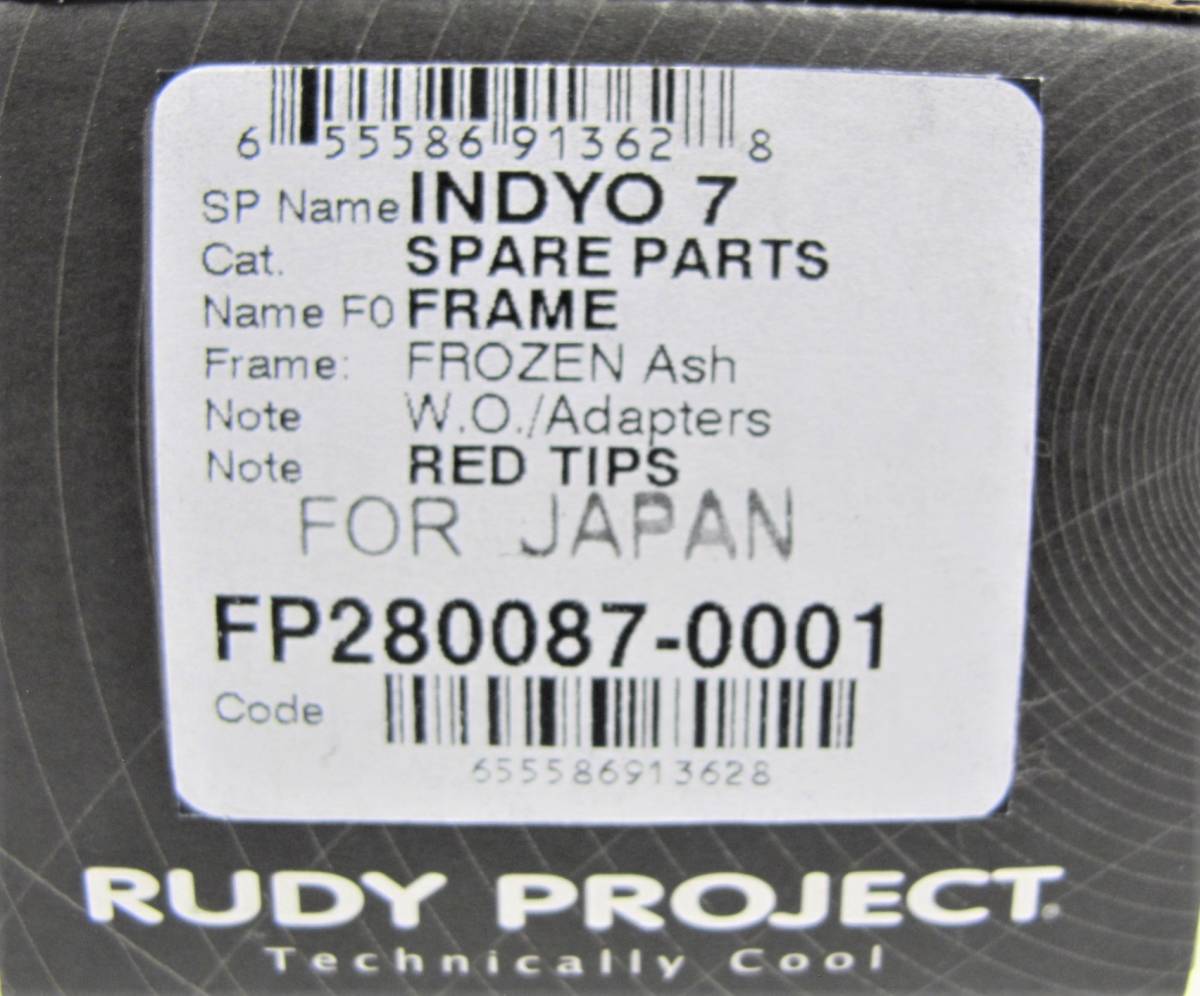 6 55586 91362 8
SP Name INDYO 7
Cat. SPARE PARTS
Name F0 FRAME
Frame: FROZEN Ash
Note W.O./Adapters
Note RED TIPS
FOR JAPAN
FP280087-0001
Code
655586913628
RUDY PROJECT®
Technically Cool